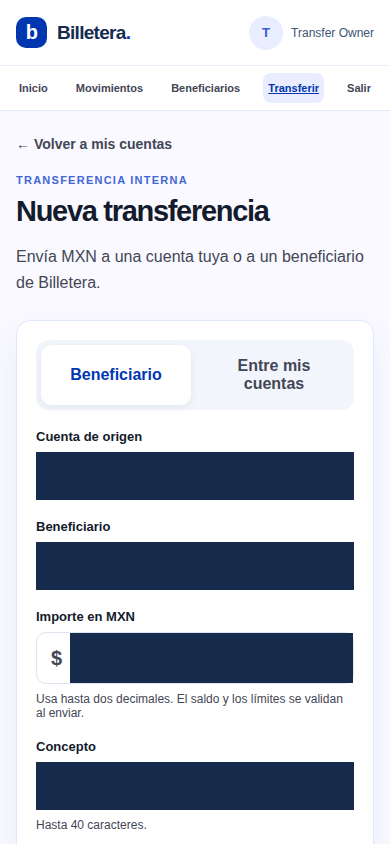 b Billetera.
T Transfer Owner
Inicio Movimientos Beneficiarios Transferir Salir
← Volver a mis cuentas
TRANSFERENCIA INTERNA
Nueva transferencia
Envía MXN a una cuenta tuya o a un beneficiario
de Billetera.
Beneficiario
Entre mis
cuentas
Cuenta de origen
Beneficiario
Importe en MXN
$
Usa hasta dos decimales. El saldo y los límites se validan
al enviar.
Concepto
Hasta 40 caracteres.